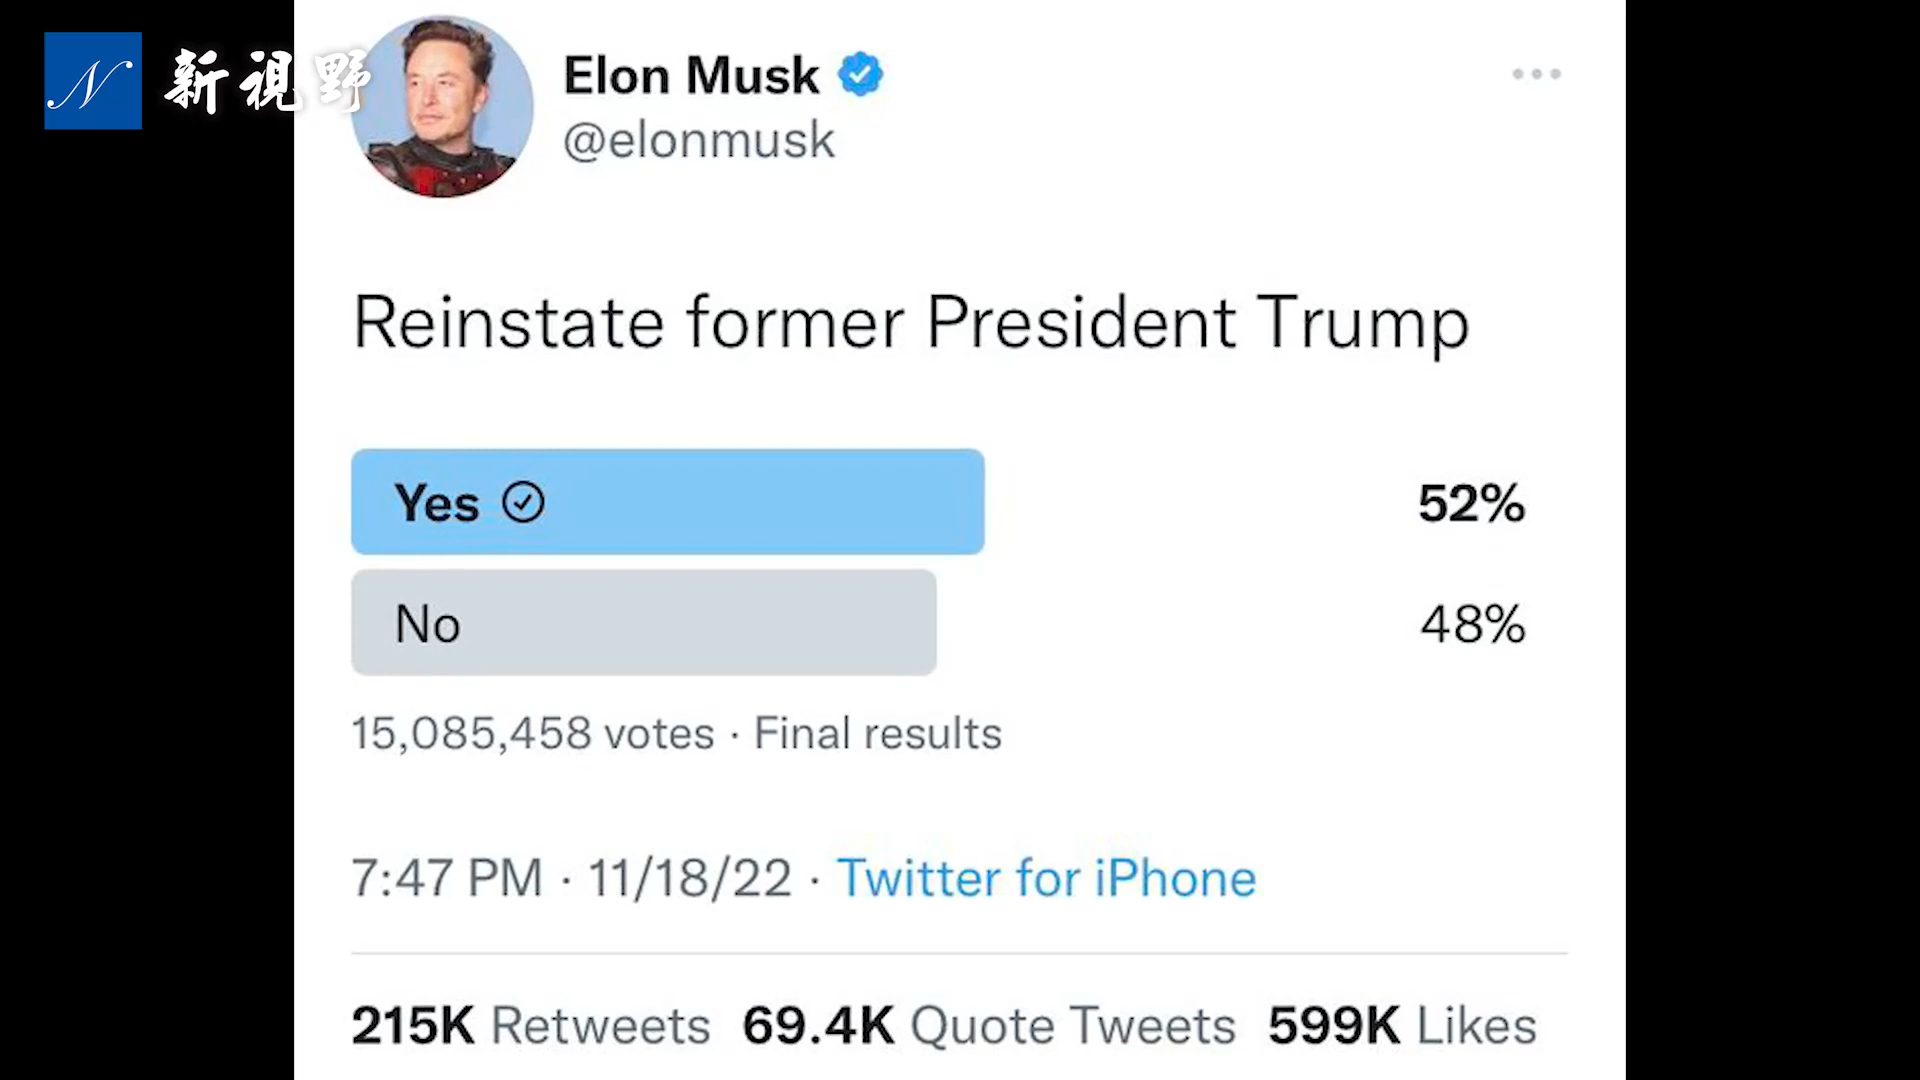 N 新視野
Elon Musk
@elonmusk
Reinstate former President Trump
Yes 52%
No 48%
15,085,458 votes · Final results
7:47 PM · 11/18/22 · Twitter for iPhone
215K Retweets 69.4K Quote Tweets 599K Likes